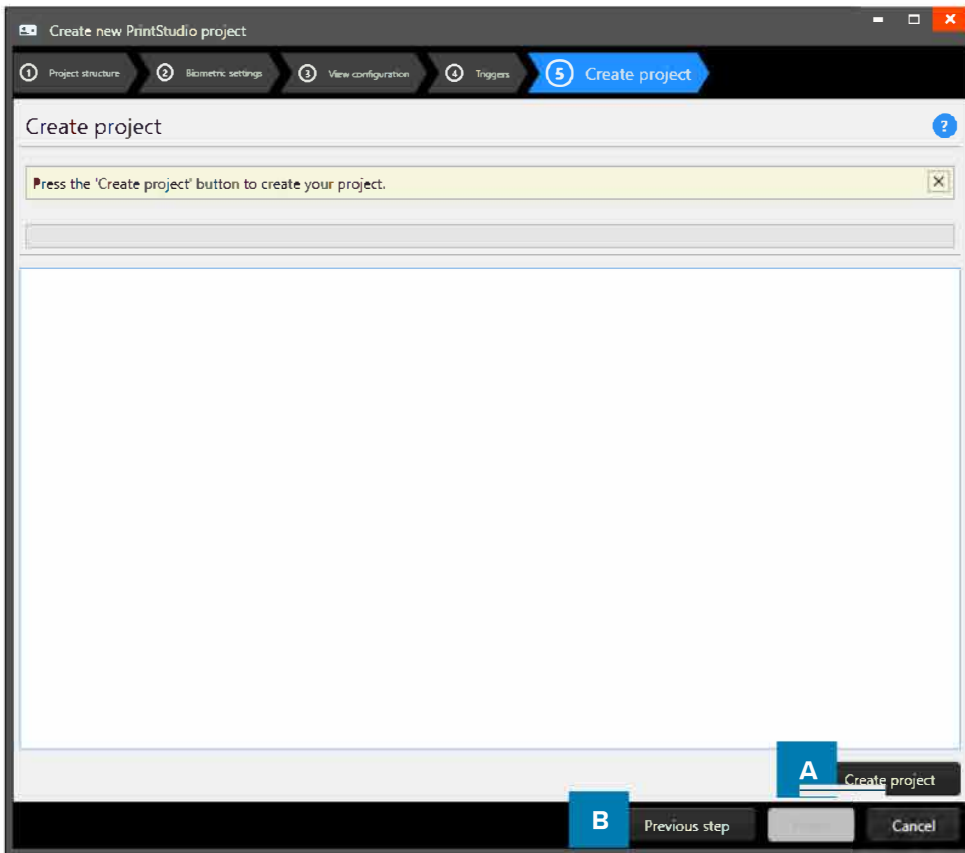 Create new PrintStudio project
1 Project structure 2 Biometric settings 3 View configuration 4 Triggers 5 Create project
Create project ?
Press the 'Create project' button to create your project.
A Create project
B Previous step Cancel